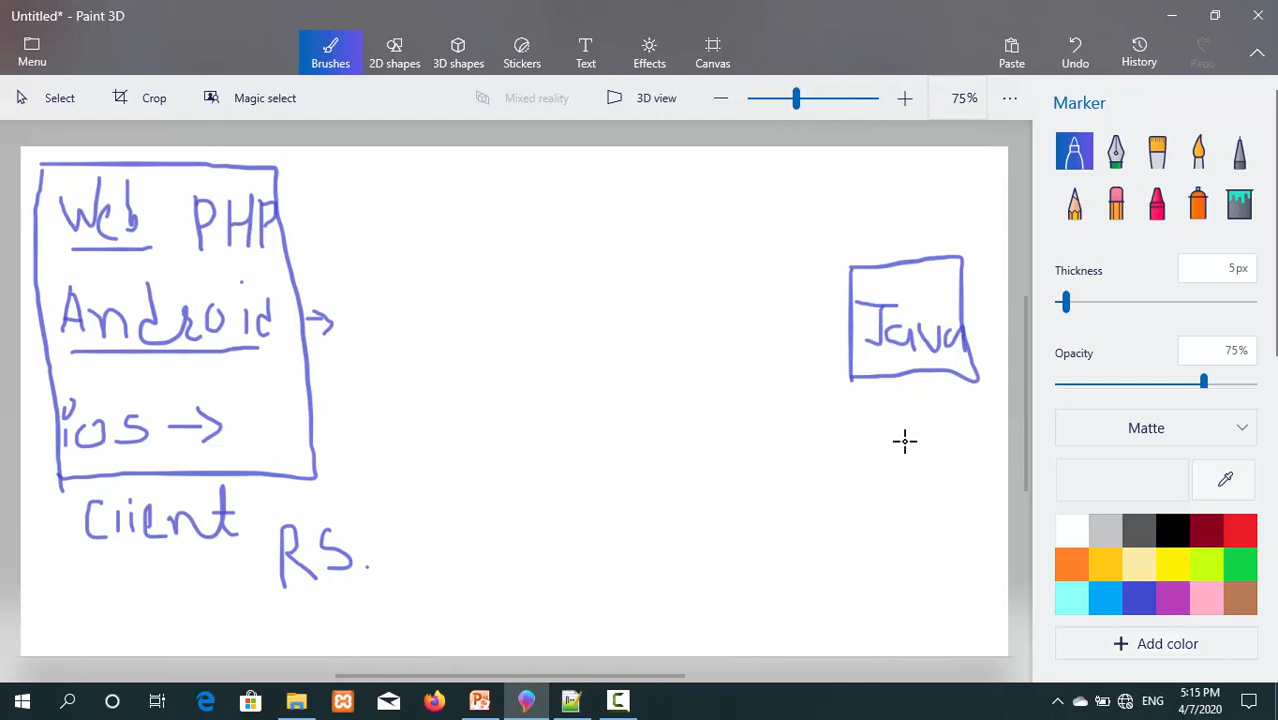 Untitled* - Paint 3D
Menu
Brushes
2D shapes
3D shapes
Stickers
Text
Effects
Canvas
Paste
Undo
History
Redo
Select
Crop
Magic select
Mixed reality
3D view
75%
Marker
Thickness
5px
Opacity
75%
Matte
Add color
Web PHP
Android
ios
Client
RS.
Java
ENG
5:15 PM
4/7/2020